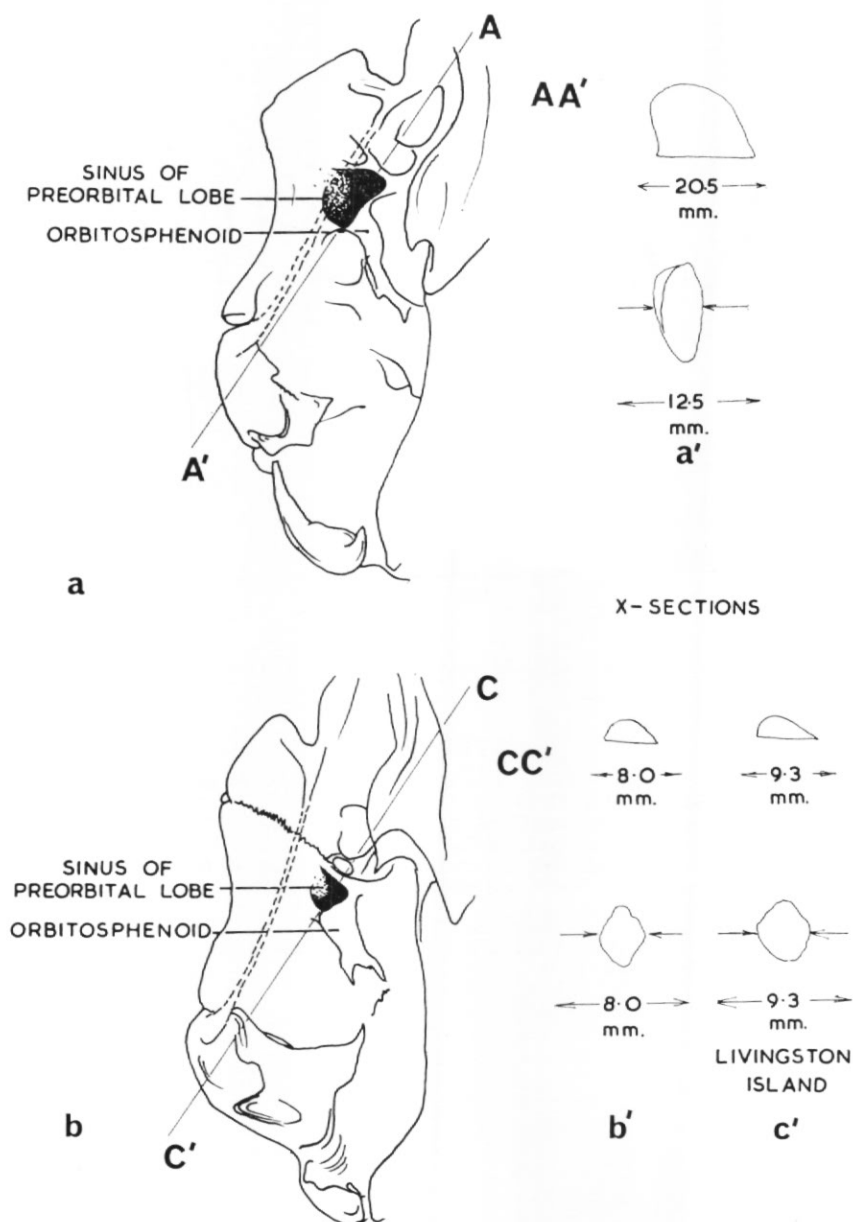 A
AA'
20.5
mm.
SINUS OF
PREORBITAL LOBE
ORBITOSPHENOID
12.5
mm.
a'
A'
a
X-SECTIONS
C
CC'
8.0
mm.
9.3
mm.
SINUS OF
PREORBITAL LOBE
ORBITOSPHENOID
8.0
mm.
9.3
mm.
LIVINGSTON
ISLAND
b
C'
b'
c'